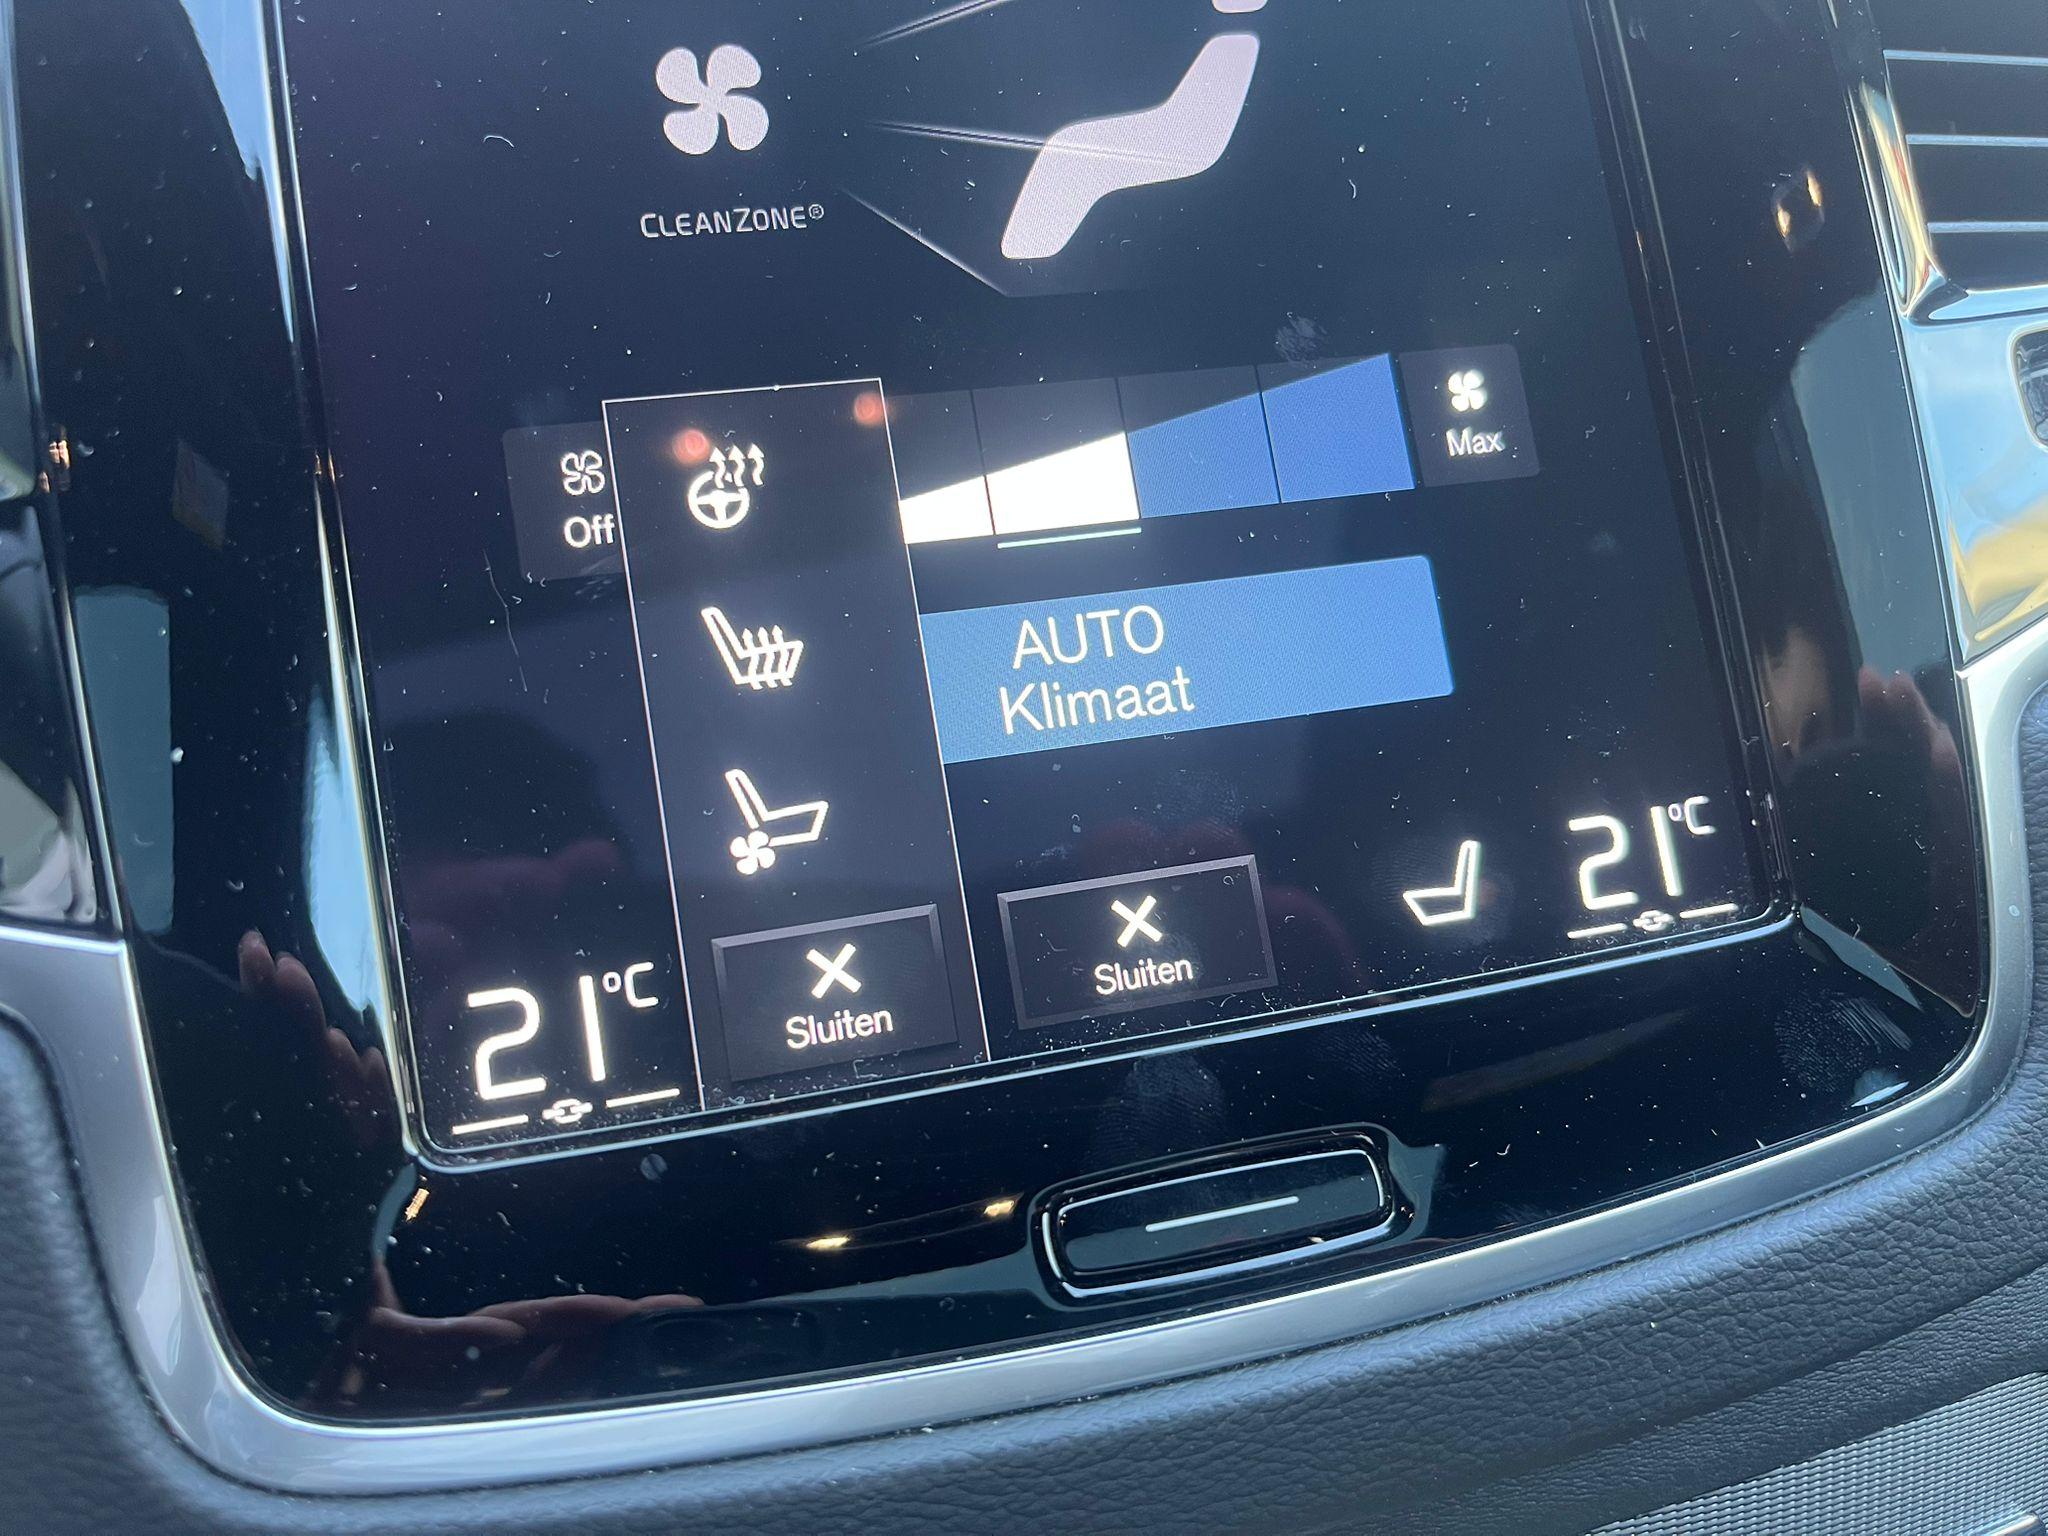 CLEANZONE®
Max
Off
AUTO
Klimaat
21°C
Sluiten
Sluiten
21°C